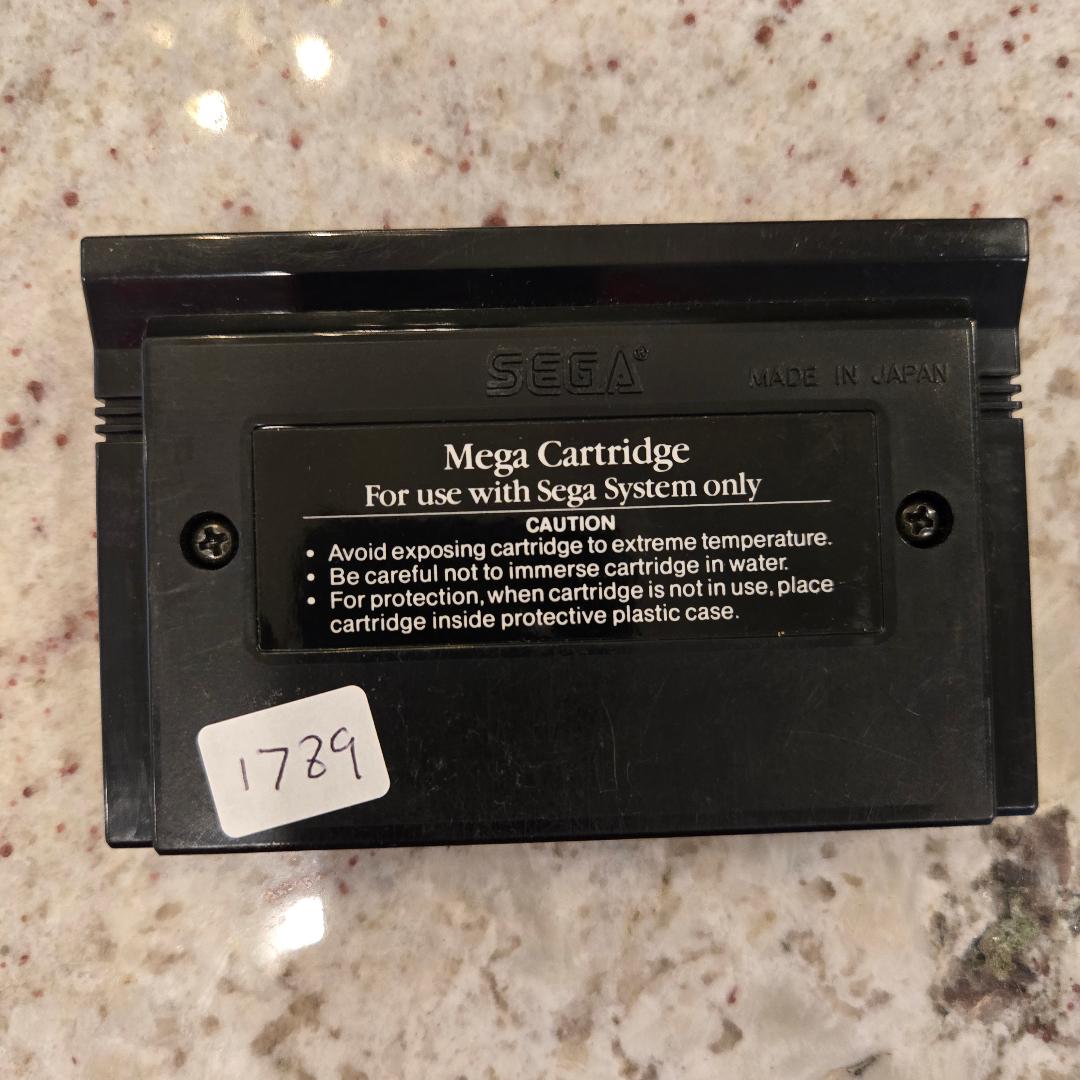 SEGA®
MADE IN JAPAN
Mega Cartridge
For use with Sega System only
CAUTION
• Avoid exposing cartridge to extreme temperature.
• Be careful not to immerse cartridge in water.
• For protection, when cartridge is not in use, place
cartridge inside protective plastic case.
1789